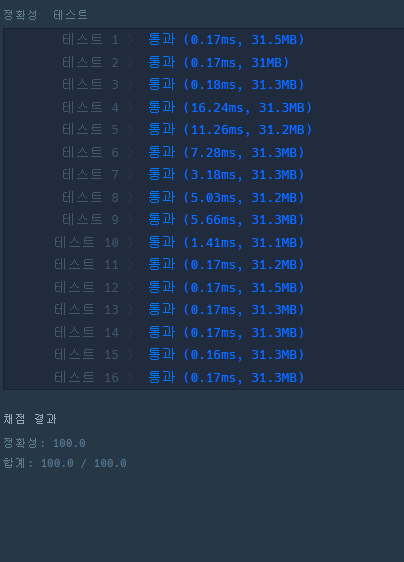 정확성 테스트
테스트 1 〉 통과 (0.17ms, 31.5MB)
테스트 2 〉 통과 (0.17ms, 31MB)
테스트 3 〉 통과 (0.18ms, 31.3MB)
테스트 4 〉 통과 (16.24ms, 31.3MB)
테스트 5 〉 통과 (11.26ms, 31.2MB)
테스트 6 〉 통과 (7.28ms, 31.3MB)
테스트 7 〉 통과 (3.18ms, 31.3MB)
테스트 8 〉 통과 (5.03ms, 31.2MB)
테스트 9 〉 통과 (5.66ms, 31.3MB)
테스트 10 〉 통과 (1.41ms, 31.1MB)
테스트 11 〉 통과 (0.17ms, 31.2MB)
테스트 12 〉 통과 (0.17ms, 31.5MB)
테스트 13 〉 통과 (0.17ms, 31.3MB)
테스트 14 〉 통과 (0.17ms, 31.3MB)
테스트 15 〉 통과 (0.16ms, 31.3MB)
테스트 16 〉 통과 (0.17ms, 31.3MB)
채점 결과
정확성: 100.0
합계: 100.0 / 100.0